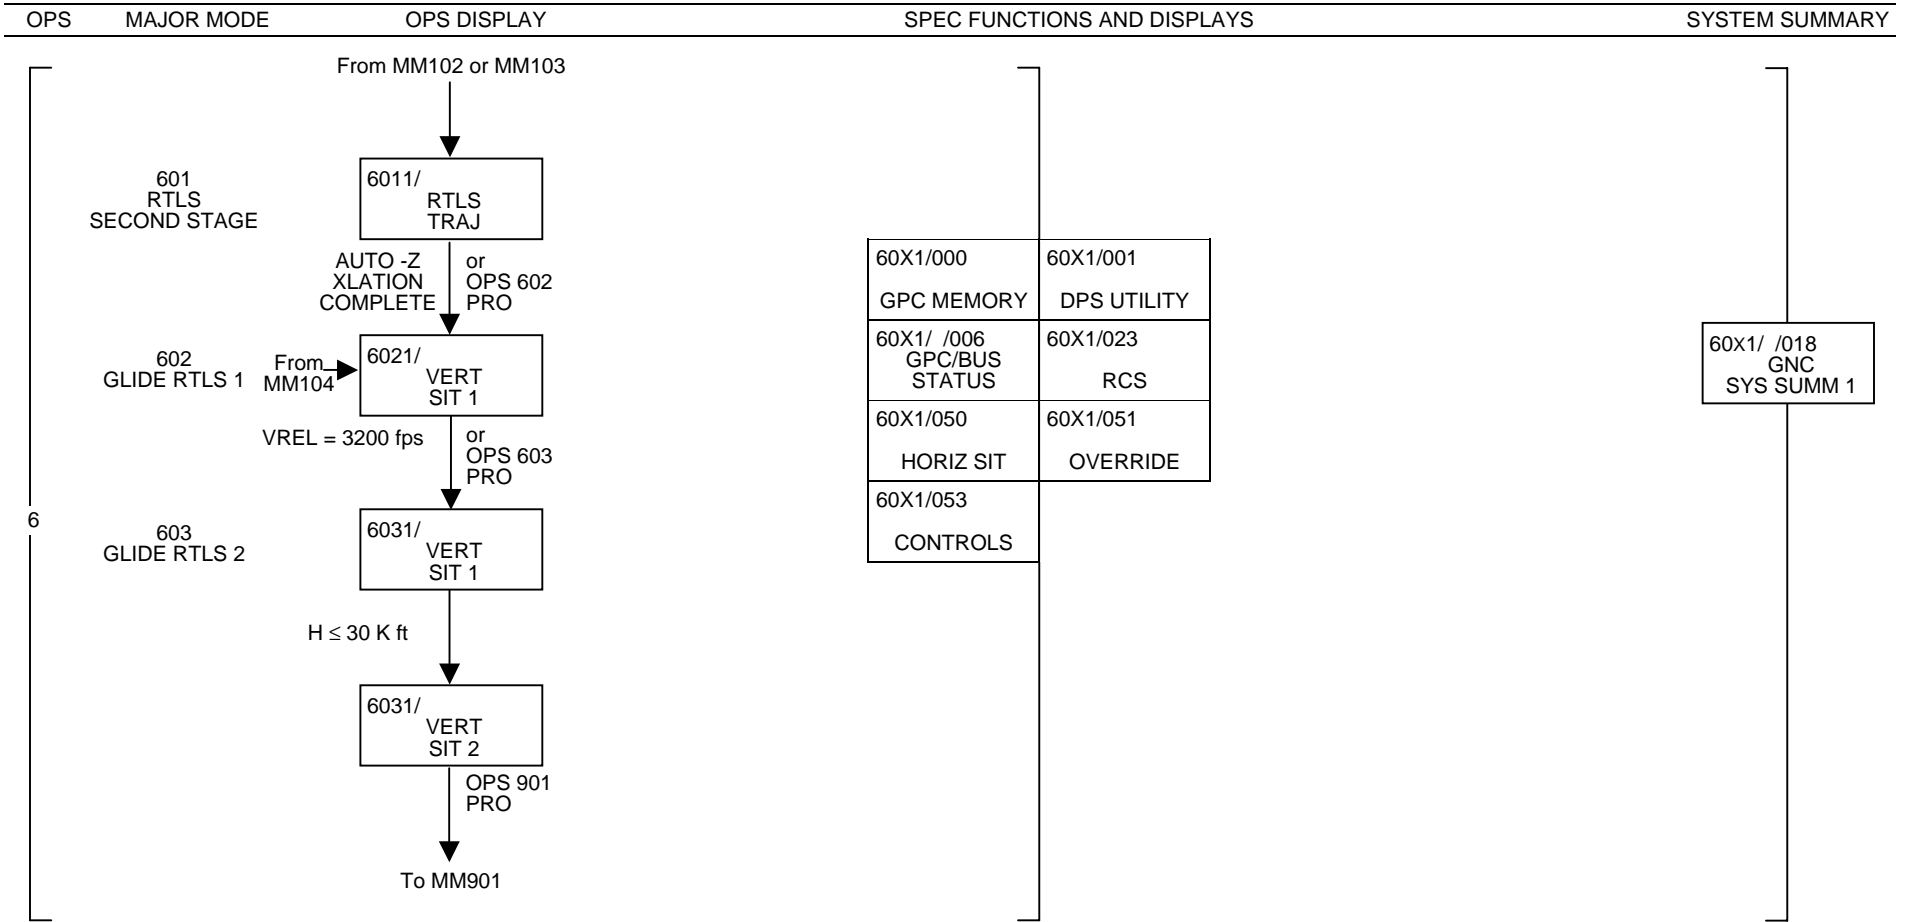 OPS MAJOR MODE OPS DISPLAY SPEC FUNCTIONS AND DISPLAYS SYSTEM SUMMARY
From MM102 or MM103
601
RTLS
SECOND STAGE
6011/
RTLS
TRAJ
AUTO -Z
XLATION
COMPLETE
or
OPS 602
PRO
602
GLIDE RTLS 1
From
MM104
6021/
VERT
SIT 1
VREL = 3200 fps
or
OPS 603
PRO
6
603
GLIDE RTLS 2
6031/
VERT
SIT 1
H ≤ 30 K ft
6031/
VERT
SIT 2
OPS 901
PRO
To MM901
60X1/000
GPC MEMORY
60X1/001
DPS UTILITY
60X1/ /006
GPC/BUS
STATUS
60X1/023
RCS
60X1/050
HORIZ SIT
60X1/051
OVERRIDE
60X1/053
CONTROLS
60X1/ /018
GNC
SYS SUMM 1